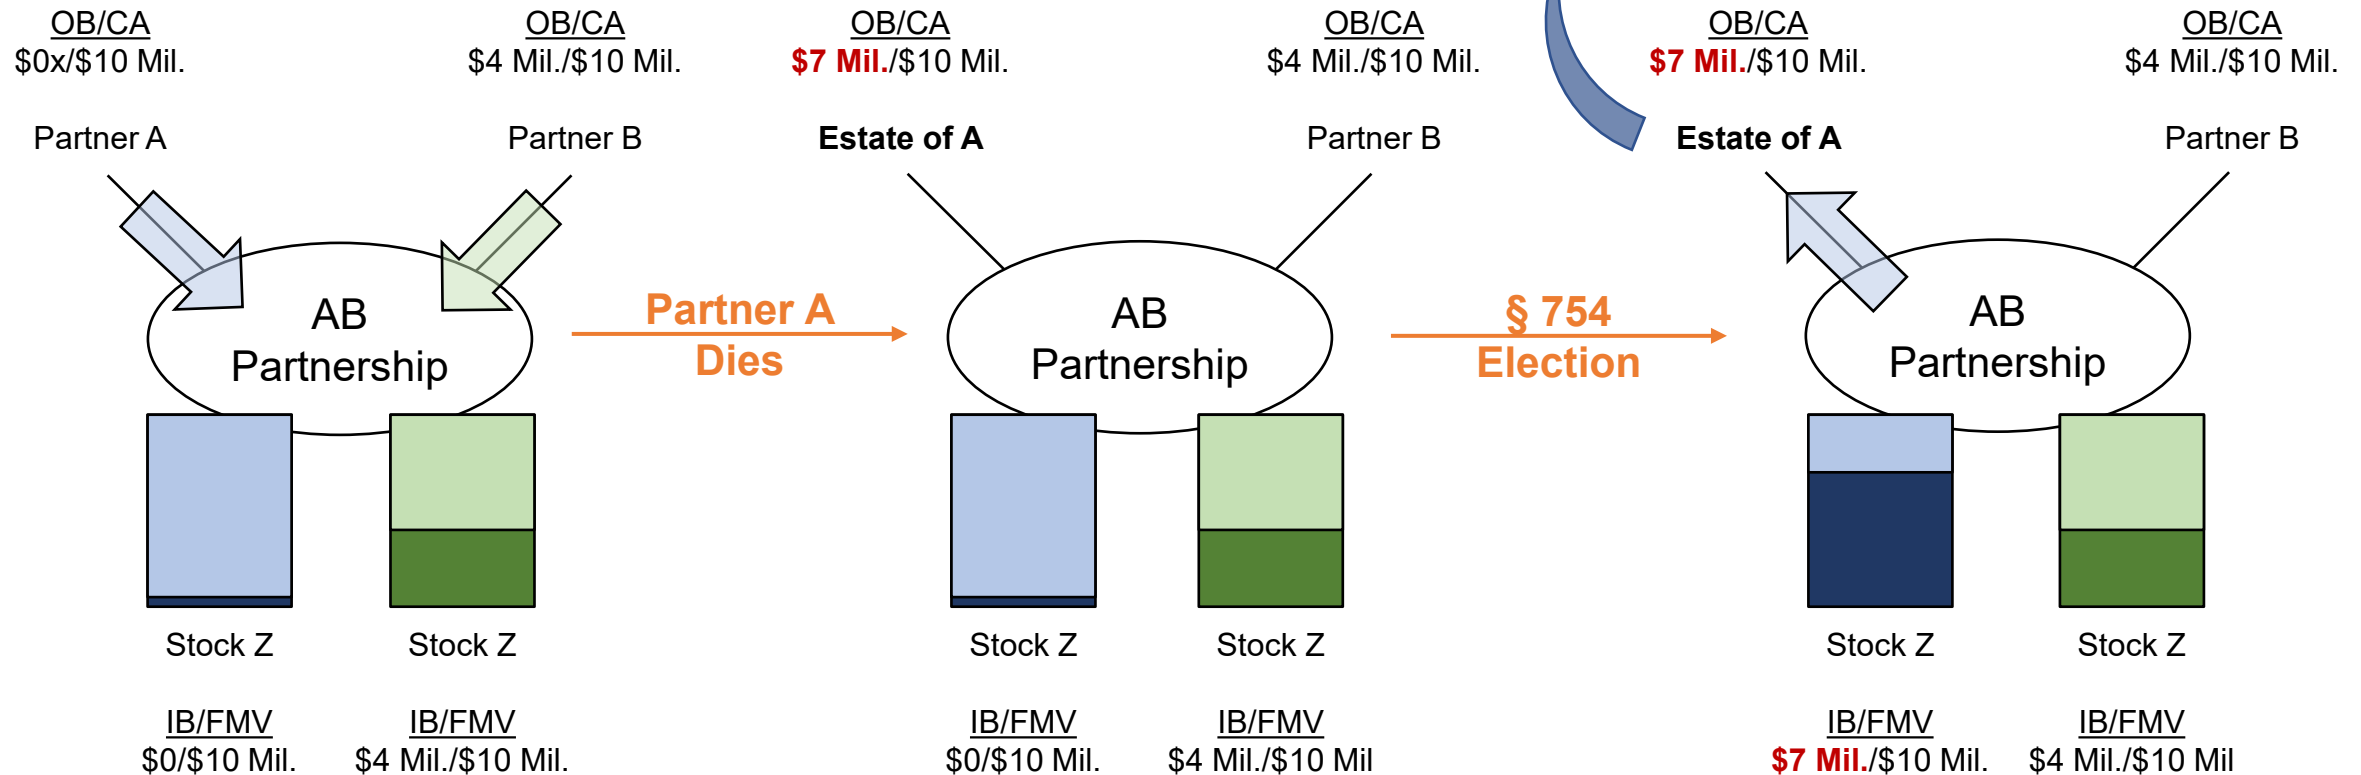 OB/CA
$0x/$10 Mil.
OB/CA
$4 Mil./$10 Mil.
Partner A
Partner B
AB
Partnership
Stock Z
Stock Z
IB/FMV
$0/$10 Mil.
IB/FMV
$4 Mil./$10 Mil.
Partner A
Dies
OB/CA
$7 Mil./$10 Mil.
OB/CA
$4 Mil./$10 Mil.
Estate of A
Partner B
AB
Partnership
Stock Z
Stock Z
IB/FMV
$0/$10 Mil.
IB/FMV
$4 Mil./$10 Mil
§ 754
Election
OB/CA
$7 Mil./$10 Mil.
OB/CA
$4 Mil./$10 Mil.
Estate of A
Partner B
AB
Partnership
Stock Z
Stock Z
IB/FMV
$7 Mil./$10 Mil.
IB/FMV
$4 Mil./$10 Mil